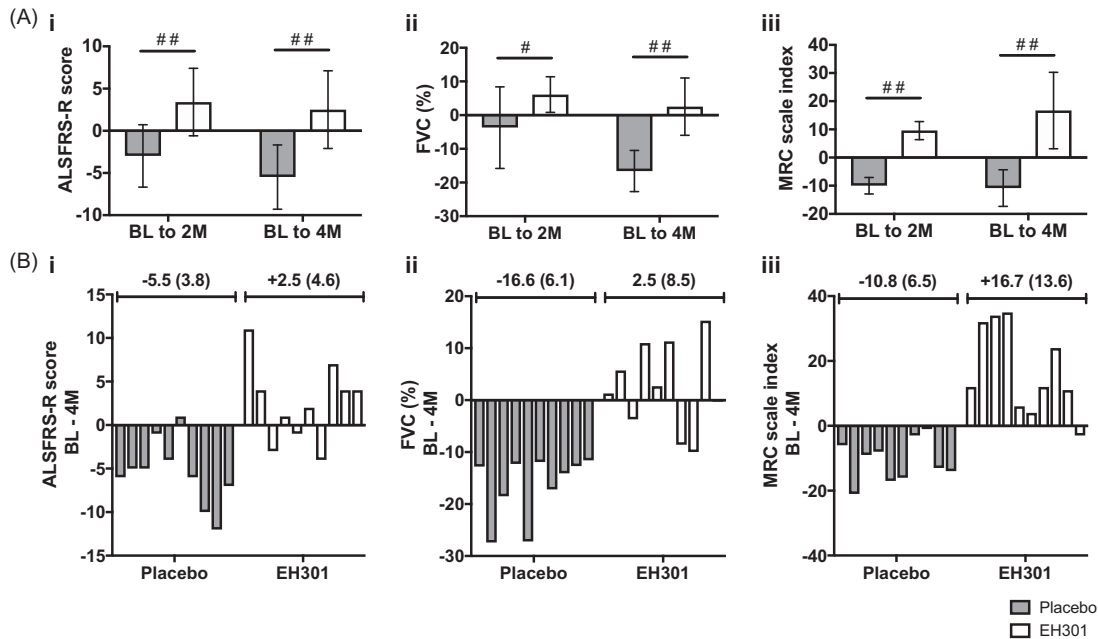 (A)
i
ALSFRS-R score
10
5
0
-5
-10
##
##
BL to 2M
BL to 4M
ii
FVC (%)
20
10
0
-10
-20
-30
#
##
BL to 2M
BL to 4M
iii
MRC scale index
40
30
20
10
0
-10
-20
##
##
BL to 2M
BL to 4M
(B)
i
ALSFRS-R score
BL - 4M
15
10
5
0
-5
-10
-15
-5.5 (3.8)
+2.5 (4.6)
Placebo
EH301
ii
FVC (%)
BL - 4M
20
10
0
-10
-20
-30
-16.6 (6.1)
2.5 (8.5)
Placebo
EH301
iii
MRC scale index
BL - 4M
40
20
0
-20
-40
-10.8 (6.5)
+16.7 (13.6)
Placebo
EH301
Placebo
EH301